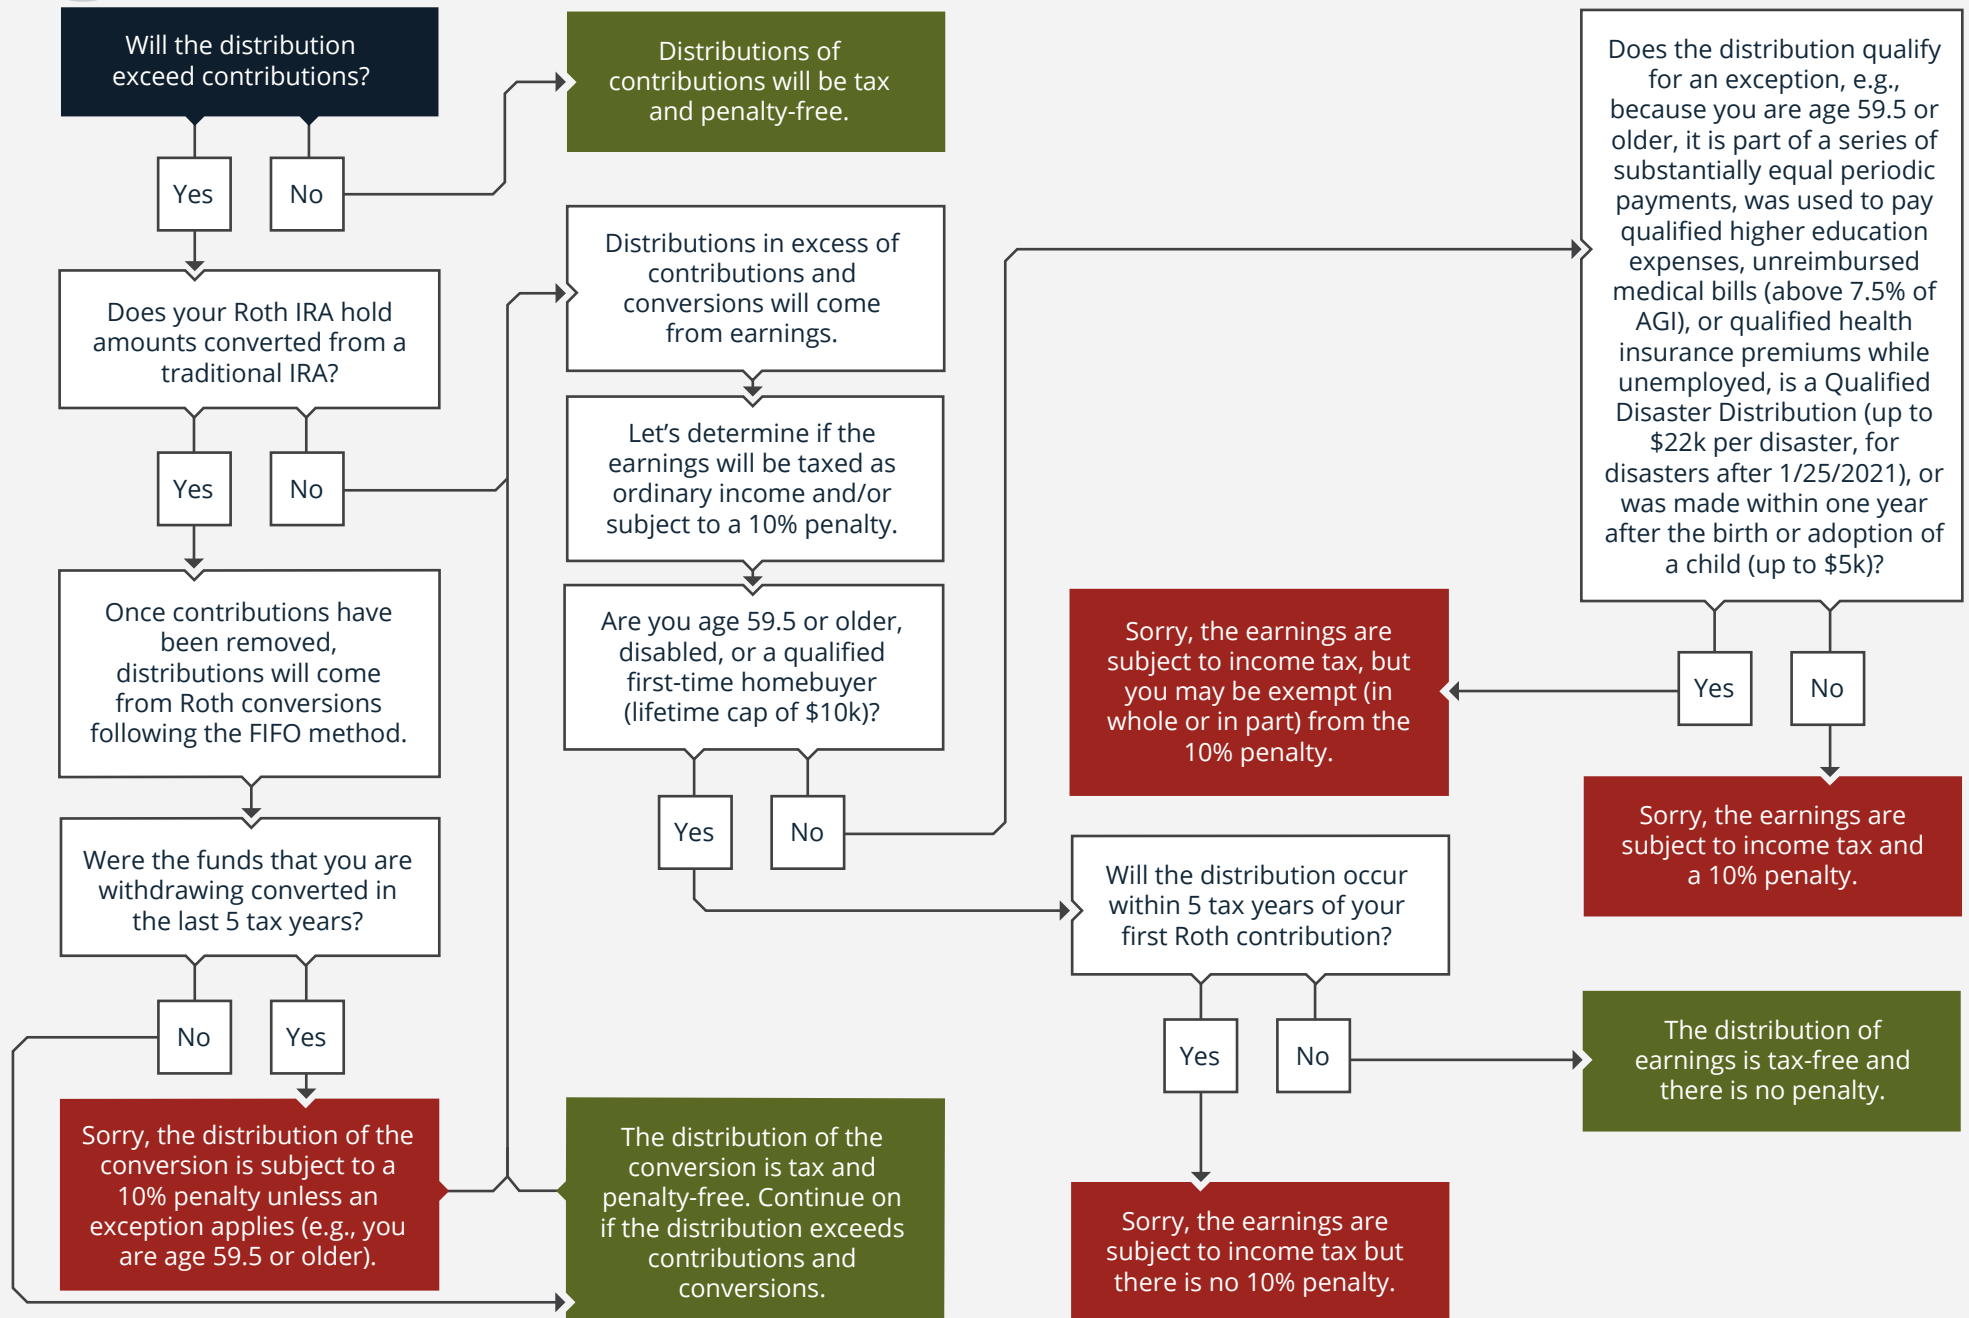 Will the distribution
exceed contributions?
Yes
No
Distributions of
contributions will be tax
and penalty-free.
Does your Roth IRA hold
amounts converted from a
traditional IRA?
Yes
No
Once contributions have
been removed,
distributions will come
from Roth conversions
following the FIFO method.
Were the funds that you are
withdrawing converted in
the last 5 tax years?
No
Yes
Sorry, the distribution of the
conversion is subject to a
10% penalty unless an
exception applies (e.g., you
are age 59.5 or older).
The distribution of the
conversion is tax and
penalty-free. Continue on
if the distribution exceeds
contributions and
conversions.
Distributions in excess of
contributions and
conversions will come
from earnings.
Let’s determine if the
earnings will be taxed as
ordinary income and/or
subject to a 10% penalty.
Are you age 59.5 or older,
disabled, or a qualified
first-time homebuyer
(lifetime cap of $10k)?
Yes
No
Will the distribution occur
within 5 tax years of your
first Roth contribution?
Yes
No
Sorry, the earnings are
subject to income tax but
there is no 10% penalty.
The distribution of
earnings is tax-free and
there is no penalty.
Does the distribution qualify
for an exception, e.g.,
because you are age 59.5 or
older, it is part of a series of
substantially equal periodic
payments, was used to pay
qualified higher education
expenses, unreimbursed
medical bills (above 7.5% of
AGI), or qualified health
insurance premiums while
unemployed, is a Qualified
Disaster Distribution (up to
$22k per disaster, for
disasters after 1/25/2021), or
was made within one year
after the birth or adoption of
a child (up to $5k)?
Yes
No
Sorry, the earnings are
subject to income tax, but
you may be exempt (in
whole or in part) from the
10% penalty.
Sorry, the earnings are
subject to income tax and
a 10% penalty.